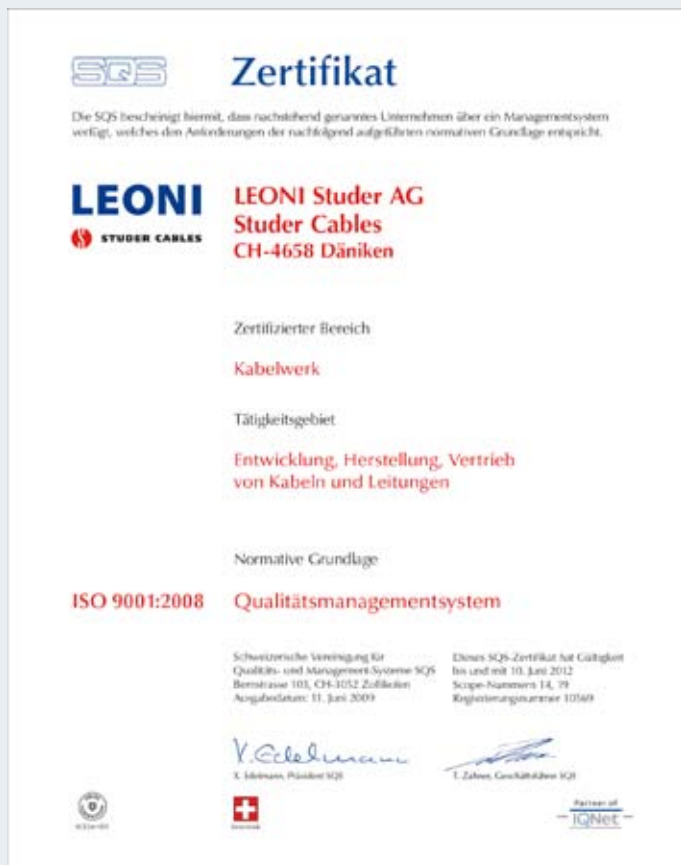 SQS
Zertifikat
Die SQS bescheinigt hiermit, dass nachstehend genanntes Unternehmen über ein Managementsystem
verfügt, welches den Anforderungen der nachfolgend aufgeführten normativen Grundlage entspricht.
LEONI
STUDER CABLES
LEONI Studer AG
Studer Cables
CH-4658 Däniken
Zertifizierter Bereich
Kabelwerk
Tätigkeitsgebiet
Entwicklung, Herstellung, Vertrieb
von Kabeln und Leitungen
Normative Grundlage
ISO 9001:2008
Qualitätsmanagementsystem
Schweizerische Vereinigung für
Qualitäts- und Management-Systeme SQS
Bernstrasse 103, CH-3052 Zollikofen
Ausgabedatum: 11. Juni 2009
Dieses SQS-Zertifikat hat Gültigkeit
bis und mit 10. Juni 2012
Scope-Nummern 14, 19
Registrierungsnummer 10569
X. Edelmann
X. Edelmann, Präsident SQS
T. Zahner, Geschäftsführer SQS
Partner of
IQNet